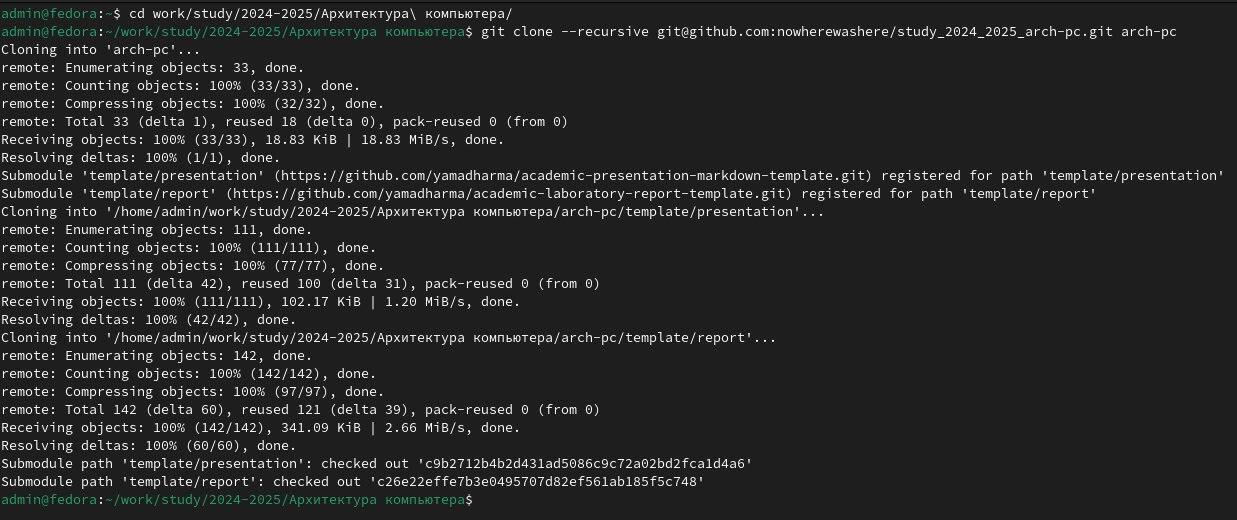 admin@fedora:~$ cd work/study/2024-2025/Архитектура\ компьютера/
admin@fedora:~/work/study/2024-2025/Архитектура компьютера$ git clone --recursive git@github.com:nowherewashere/study_2024_2025_arch-pc.git arch-pc
Cloning into 'arch-pc'...
remote: Enumerating objects: 33, done.
remote: Counting objects: 100% (33/33), done.
remote: Compressing objects: 100% (32/32), done.
remote: Total 33 (delta 1), reused 18 (delta 0), pack-reused 0 (from 0)
Receiving objects: 100% (33/33), 18.83 KiB | 18.83 MiB/s, done.
Resolving deltas: 100% (1/1), done.
Submodule 'template/presentation' (https://github.com/yamadharma/academic-presentation-markdown-template.git) registered for path 'template/presentation'
Submodule 'template/report' (https://github.com/yamadharma/academic-laboratory-report-template.git) registered for path 'template/report'
Cloning into '/home/admin/work/study/2024-2025/Архитектура компьютера/arch-pc/template/presentation'...
remote: Enumerating objects: 111, done.
remote: Counting objects: 100% (111/111), done.
remote: Compressing objects: 100% (77/77), done.
remote: Total 111 (delta 42), reused 100 (delta 31), pack-reused 0 (from 0)
Receiving objects: 100% (111/111), 102.17 KiB | 1.20 MiB/s, done.
Resolving deltas: 100% (42/42), done.
Cloning into '/home/admin/work/study/2024-2025/Архитектура компьютера/arch-pc/template/report'...
remote: Enumerating objects: 142, done.
remote: Counting objects: 100% (142/142), done.
remote: Compressing objects: 100% (97/97), done.
remote: Total 142 (delta 60), reused 121 (delta 39), pack-reused 0 (from 0)
Receiving objects: 100% (142/142), 341.09 KiB | 2.66 MiB/s, done.
Resolving deltas: 100% (60/60), done.
Submodule path 'template/presentation': checked out 'c9b2712b4b2d431ad5086c9c72a02bd2fca1d4a6'
Submodule path 'template/report': checked out 'c26e22effe7b3e0495707d82ef561ab185f5c748'
admin@fedora:~/work/study/2024-2025/Архитектура компьютера$